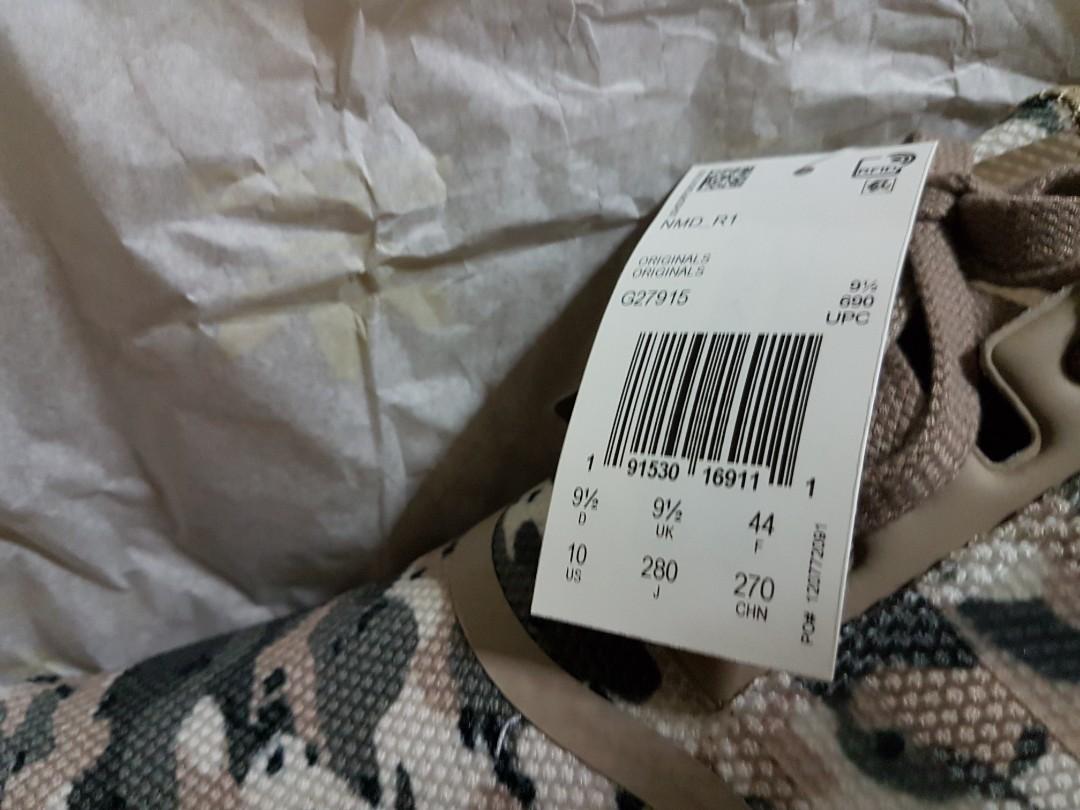 NMD_R1
ORIGINALS
ORIGINALS
G27915
9½
690
UPC
1 91530 16911 1
9½ 9½ 44
D UK F
10 280 270
US J CHN
PO# 1207772091